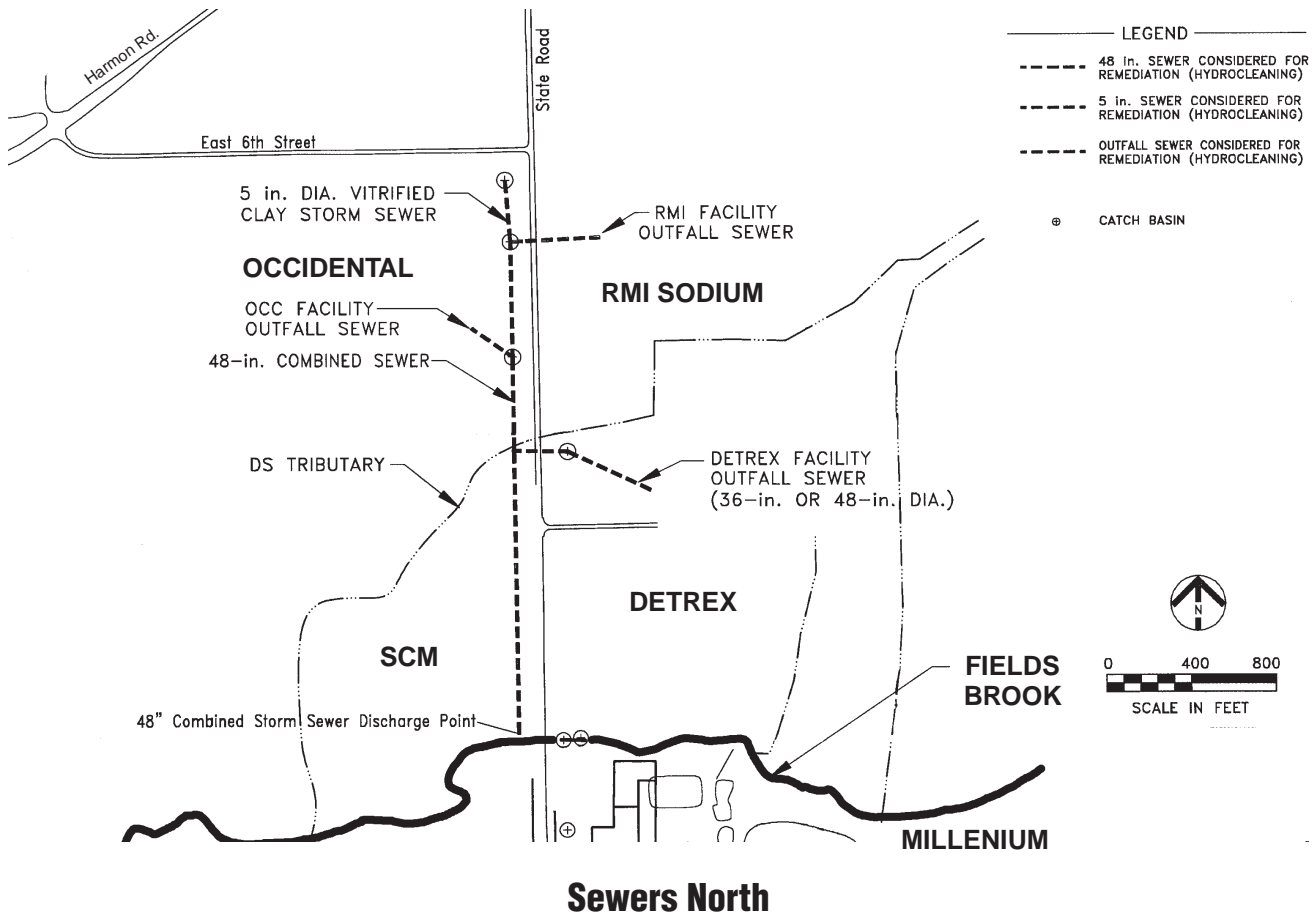 Harmon Rd.
State Road
East 6th Street
LEGEND
48 in. SEWER CONSIDERED FOR
REMEDIATION (HYDROCLEANING)
5 in. SEWER CONSIDERED FOR
REMEDIATION (HYDROCLEANING)
OUTFALL SEWER CONSIDERED FOR
REMEDIATION (HYDROCLEANING)
CATCH BASIN
5 in. DIA. VITRIFIED
CLAY STORM SEWER
RMI FACILITY
OUTFALL SEWER
OCCIDENTAL
RMI SODIUM
OCC FACILITY
OUTFALL SEWER
48-in. COMBINED SEWER
DS TRIBUTARY
DETREX FACILITY
OUTFALL SEWER
(36-in. OR 48-in. DIA.)
DETREX
SCM
FIELDS
BROOK
N
0 400 800
SCALE IN FEET
48" Combined Storm Sewer Discharge Point
MILLENIUM
Sewers North